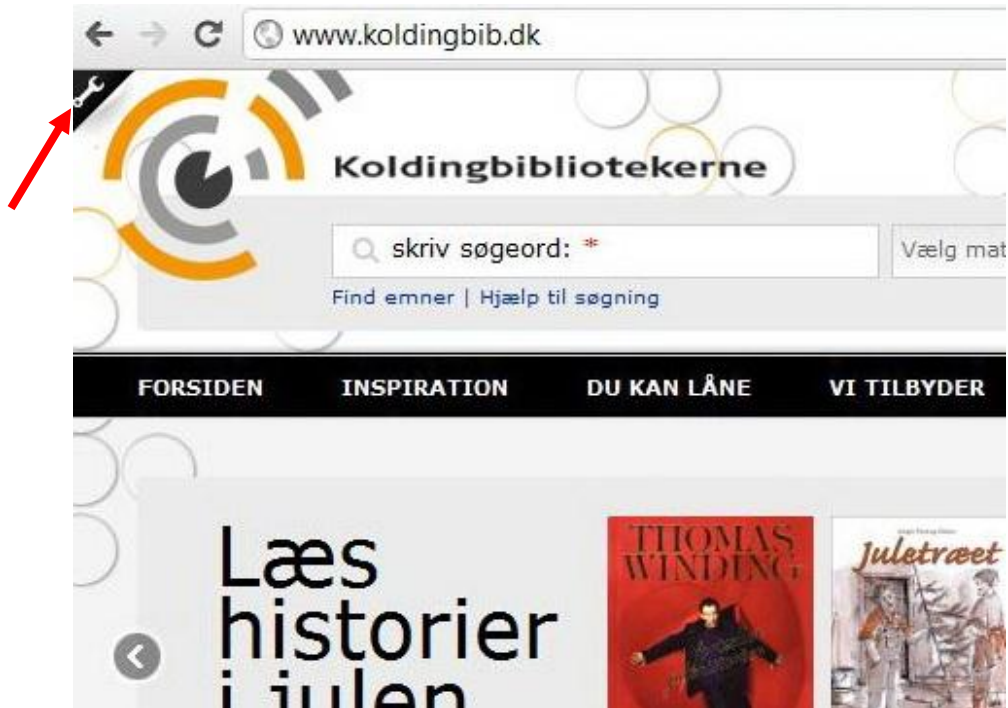 www.koldingbib.dk
Koldingbibliotekerne
skriv søgeord: * Vælg mat
Find emner | Hjælp til søgning
FORSIDEN INSPIRATION DU KAN LÅNE VI TILBYDER
Læs
historier
i julen
THOMAS
WINDING
Juletræet